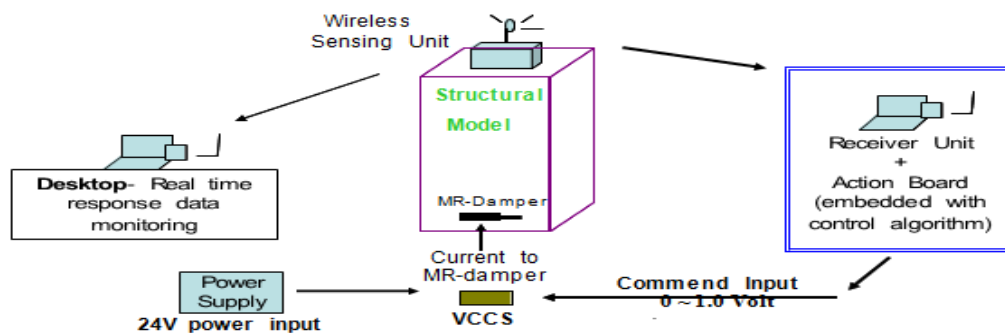 Wireless
Sensing Unit
Structural
Model
Receiver Unit
+
Action Board
(embedded with
control algorithm)
Desktop- Real time
response data
monitoring
MR-Damper
Current to
MR-damper
Power
Supply
24V power input
VCCS
Commend Input
0 ~ 1.0 Volt